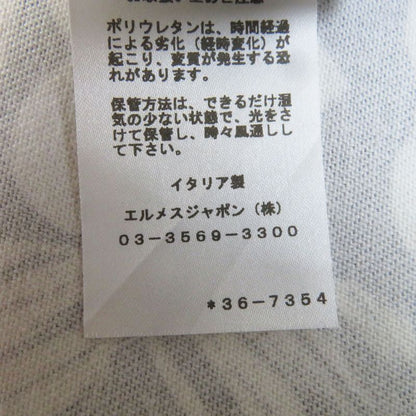 ポリウレタンは、時間経過
による劣化（経時変化）が
起こり、変質が発生する恐
れがあります。
保管方法は、できるだけ湿
気の少ない状態で、光をさ
けて保管し、時々風通しし
て下さい。
イタリア製
エルメスジャポン（株）
03-3569-3300
*36-7354